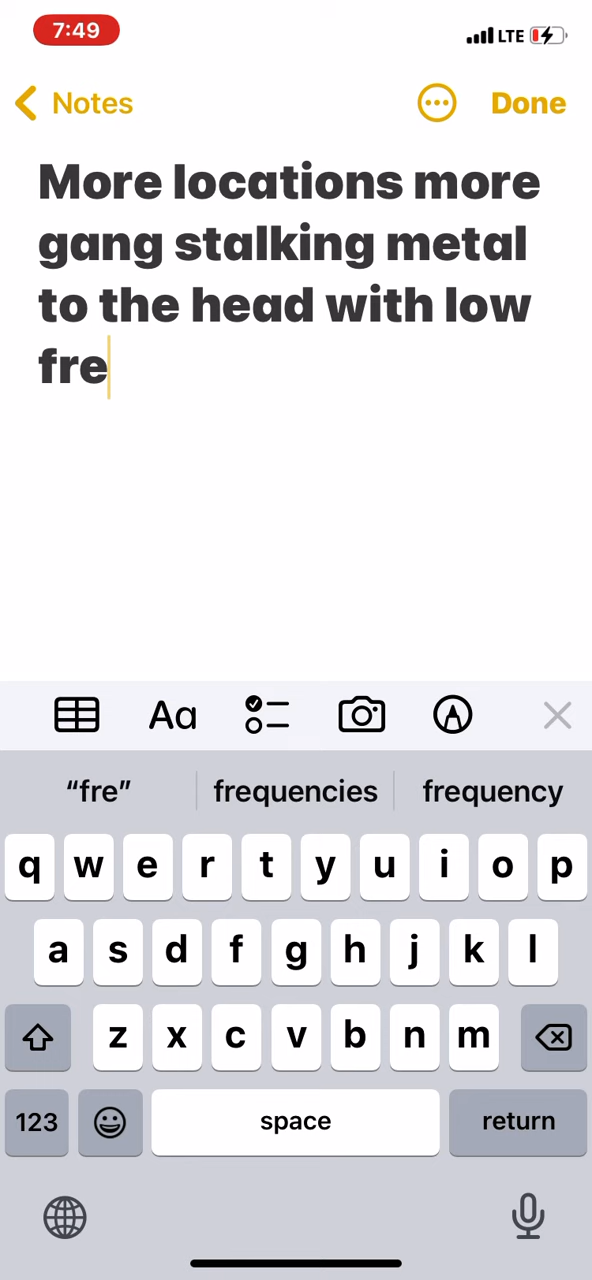 7:49
LTE
Notes
Done
More locations more
gang stalking metal
to the head with low
fre
Aa
“fre” frequencies frequency
q w e r t y u i o p
a s d f g h j k l
z x c v b n m
123 space return